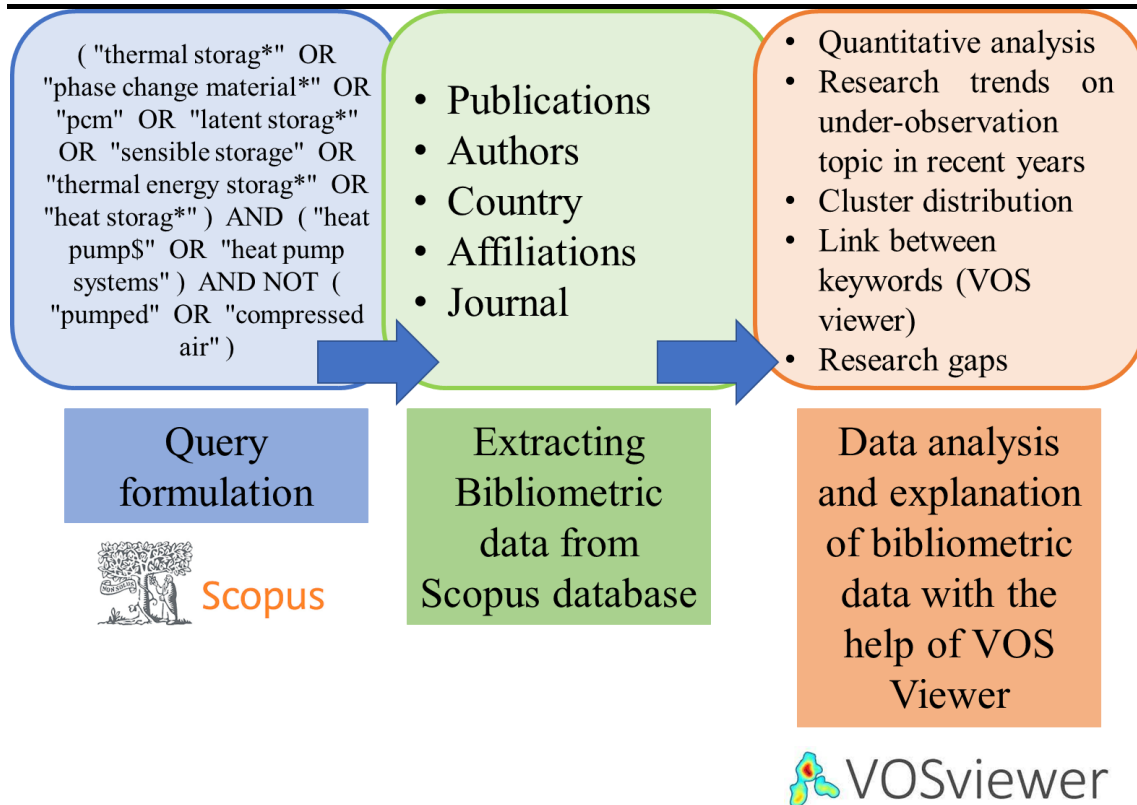 ( "thermal storag*" OR
"phase change material*" OR
"pcm" OR "latent storag*"
OR "sensible storage" OR
"thermal energy storag*" OR
"heat storag*" ) AND ( "heat
pump$" OR "heat pump
systems" ) AND NOT (
"pumped" OR "compressed
air" )
• Publications
• Authors
• Country
• Affiliations
• Journal
• Quantitative analysis
• Research trends on
under-observation
topic in recent years
• Cluster distribution
• Link between
keywords (VOS
viewer)
• Research gaps
Query
formulation
NON SOLUS
Scopus
Extracting
Bibliometric
data from
Scopus database
Data analysis
and explanation
of bibliometric
data with the
help of VOS
Viewer
VOSviewer